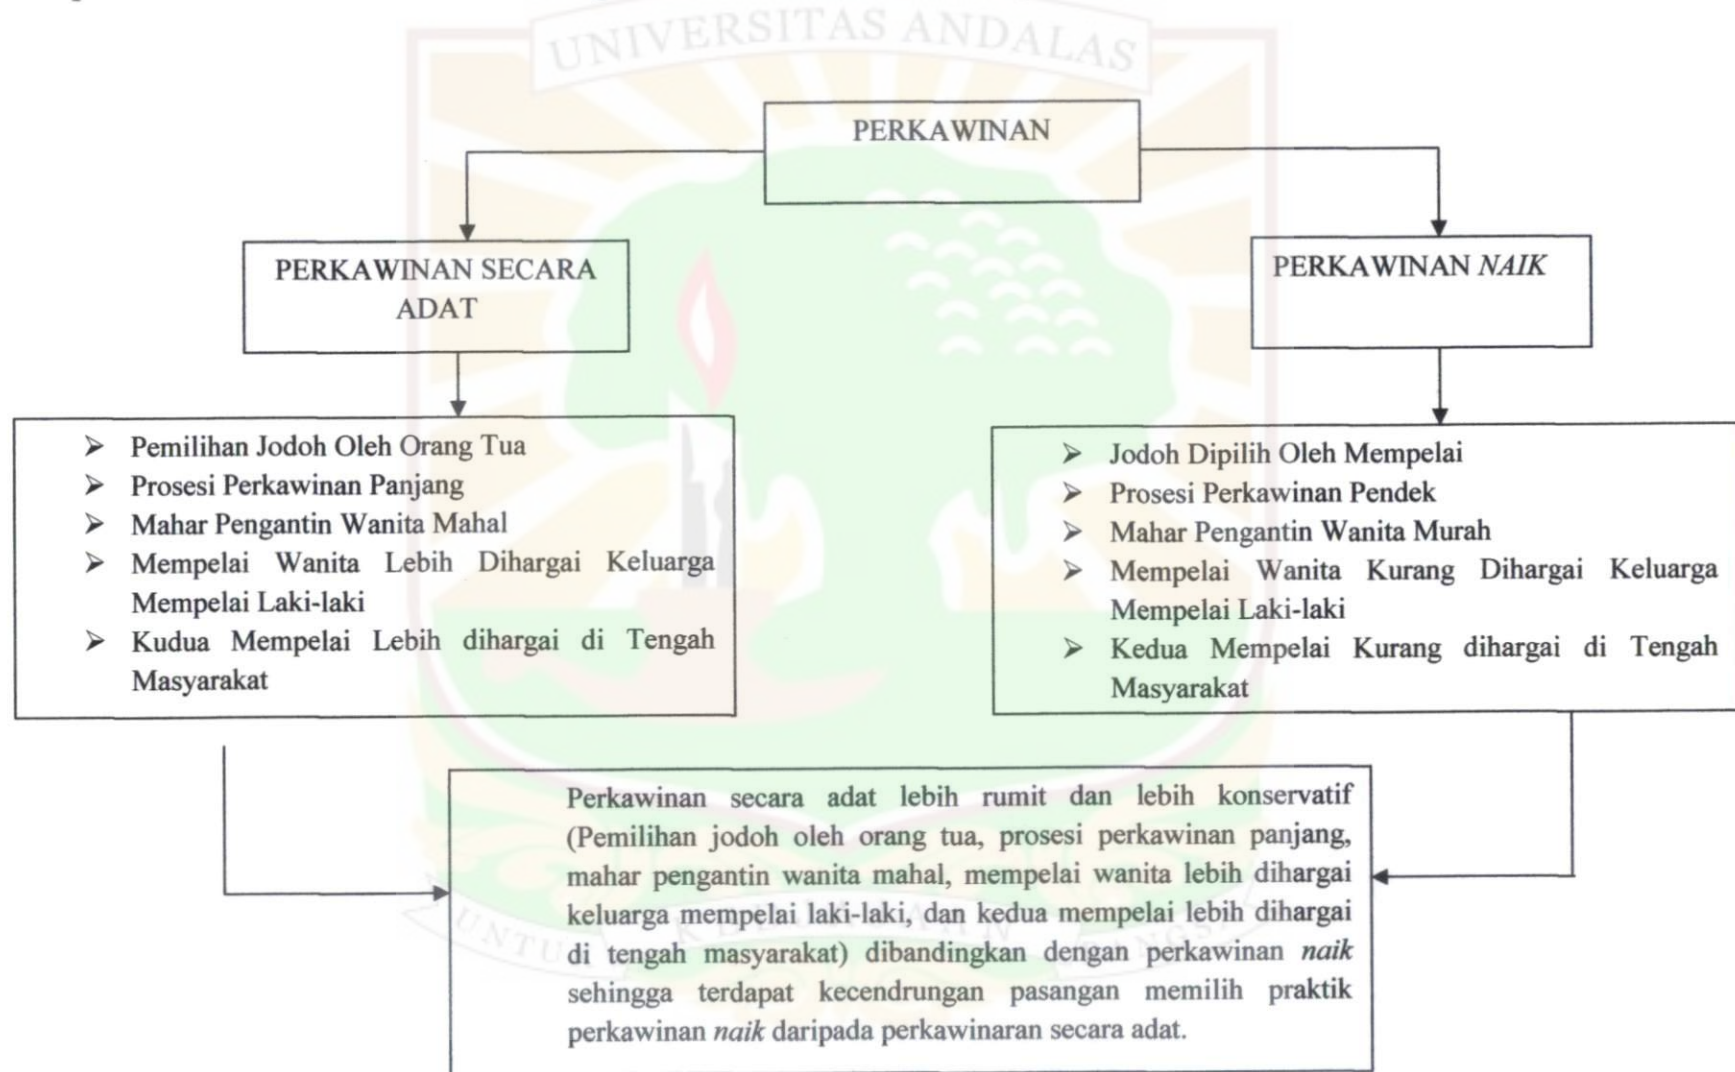 UNIVERSITAS ANDALAS
PERKAWINAN
PERKAWINAN SECARA
ADAT
PERKAWINAN NAIK
➢ Pemilihan Jodoh Oleh Orang Tua
➢ Prosesi Perkawinan Panjang
➢ Mahar Pengantin Wanita Mahal
➢ Mempelai Wanita Lebih Dihargai Keluarga
Mempelai Laki-laki
➢ Kudua Mempelai Lebih dihargai di Tengah
Masyarakat
➢ Jodoh Dipilih Oleh Mempelai
➢ Prosesi Perkawinan Pendek
➢ Mahar Pengantin Wanita Murah
➢ Mempelai Wanita Kurang Dihargai Keluarga
Mempelai Laki-laki
➢ Kedua Mempelai Kurang dihargai di Tengah
Masyarakat
Perkawinan secara adat lebih rumit dan lebih konservatif
(Pemilihan jodoh oleh orang tua, prosesi perkawinan panjang,
mahar pengantin wanita mahal, mempelai wanita lebih dihargai
keluarga mempelai laki-laki, dan kedua mempelai lebih dihargai
di tengah masyarakat) dibandingkan dengan perkawinan naik
sehingga terdapat kecendrungan pasangan memilih praktik
perkawinan naik daripada perkawinaran secara adat.
UNTUK